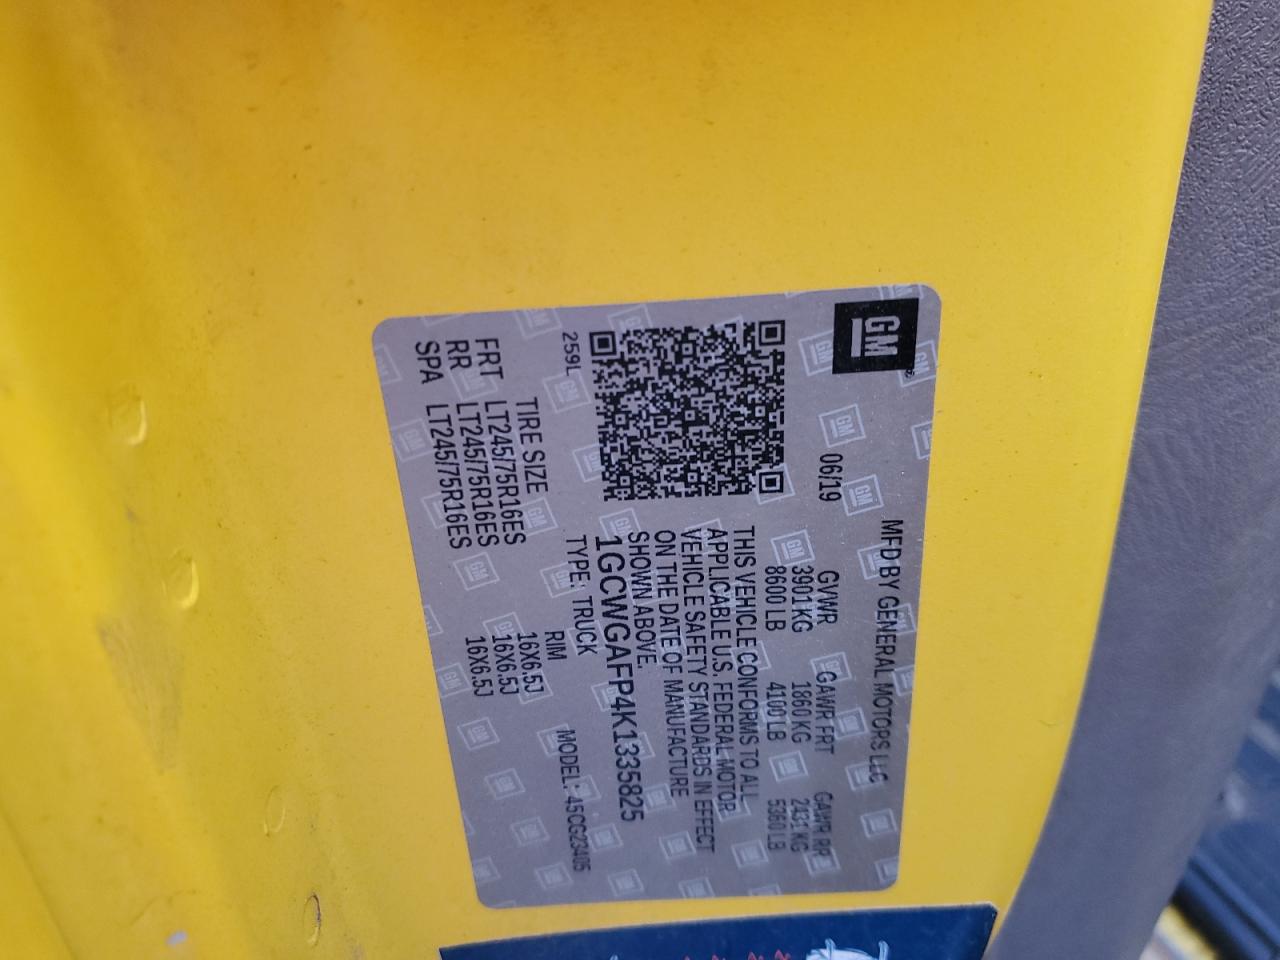 GM
MFD BY GENERAL MOTORS LLC
06/19
GVWR GAWR FRT GAWR RR
3901 KG 1860 KG 2431 KG
8600 LB 4100 LB 5360 LB
THIS VEHICLE CONFORMS TO ALL
APPLICABLE U.S. FEDERAL MOTOR
VEHICLE SAFETY STANDARDS IN EFFECT
ON THE DATE OF MANUFACTURE
SHOWN ABOVE.
1GCWGAFP4K1335825
259L TYPE: TRUCK MODEL: 45CG23405
TIRE SIZE RIM
FRT LT245/75R16ES 16X6.5J
RR LT245/75R16ES 16X6.5J
SPA LT245/75R16ES 16X6.5J